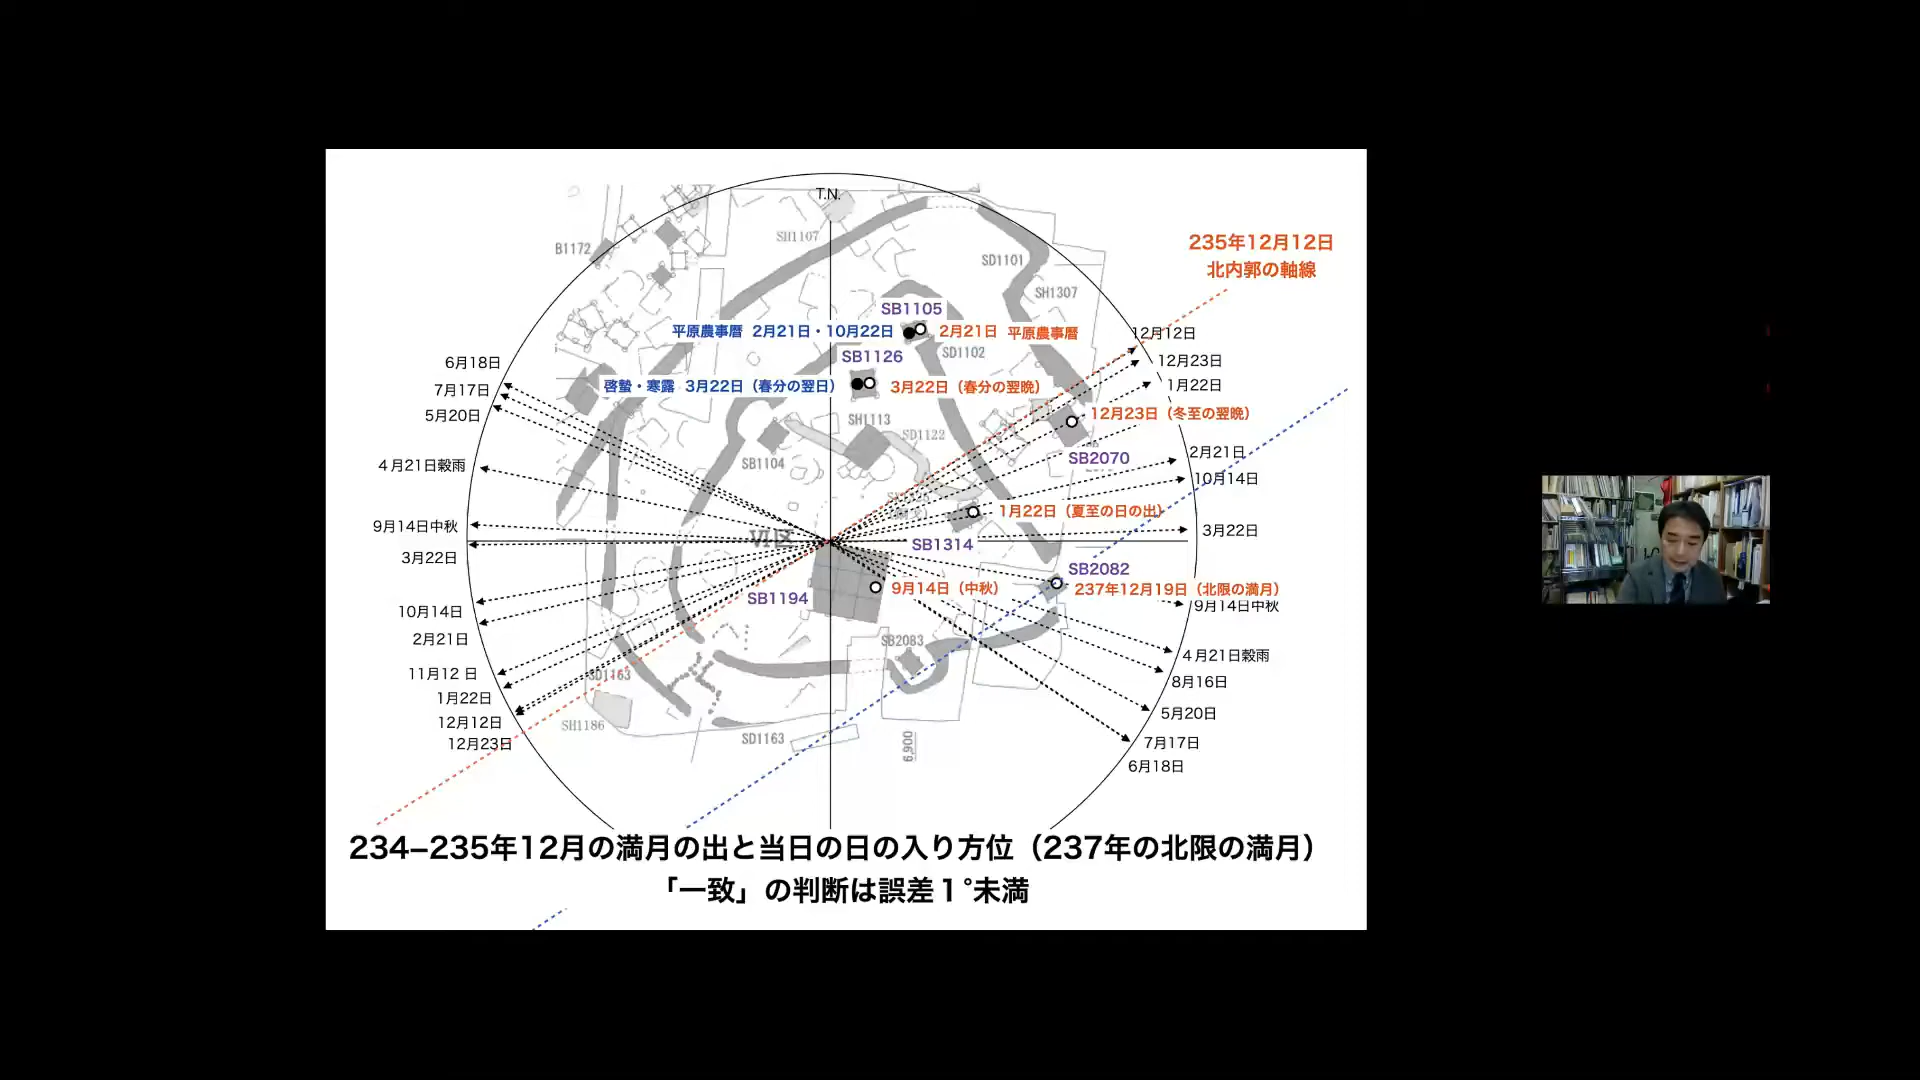 T.N.
SH1107
B1172
SD1101
SH1307
235年12月12日
北内郭の軸線
SB1105
平原農事暦 2月21日・10月22日
2月21日 平原農事暦
SD1102
SB1126
啓蟄・寒露 3月22日（春分の翌日）
3月22日（春分の翌晩）
SH1113
SD1122
SB1104
12月12日
12月23日
1月22日
12月23日（冬至の翌晩）
SB2070
2月21日
10月14日
1月22日（夏至の日の出）
3月22日
SB1314
SB2082
237年12月19日（北限の満月）
9月14日中秋
9月14日（中秋）
SB1194
VI区
SB2083
4月21日穀雨
8月16日
5月20日
7月17日
6月18日
6月18日
7月17日
5月20日
4月21日穀雨
9月14日中秋
3月22日
10月14日
2月21日
11月12日
1月22日
12月12日
12月23日
SD1163
SH1186
SD1163
6,900
234–235年12月の満月の出と当日の日の入り方位（237年の北限の満月）
「一致」の判断は誤差１°未満